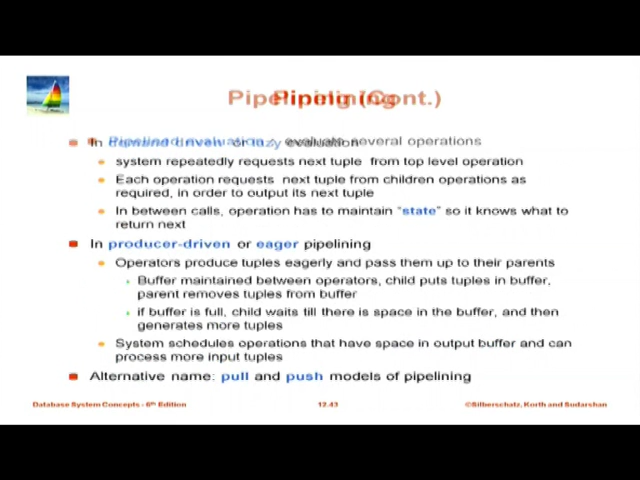 Pipelining (Cont.)
In demand driven or lazy evaluation
system repeatedly requests next tuple from top level operation
Each operation requests next tuple from children operations as
required, in order to output its next tuple
In between calls, operation has to maintain “state” so it knows what to
return next
In producer-driven or eager pipelining
Operators produce tuples eagerly and pass them up to their parents
Buffer maintained between operators, child puts tuples in buffer,
parent removes tuples from buffer
if buffer is full, child waits till there is space in the buffer, and then
generates more tuples
System schedules operations that have space in output buffer and can
process more input tuples
Alternative name: pull and push models of pipelining
Database System Concepts - 6th Edition
12.43
©Silberschatz, Korth and Sudarshan